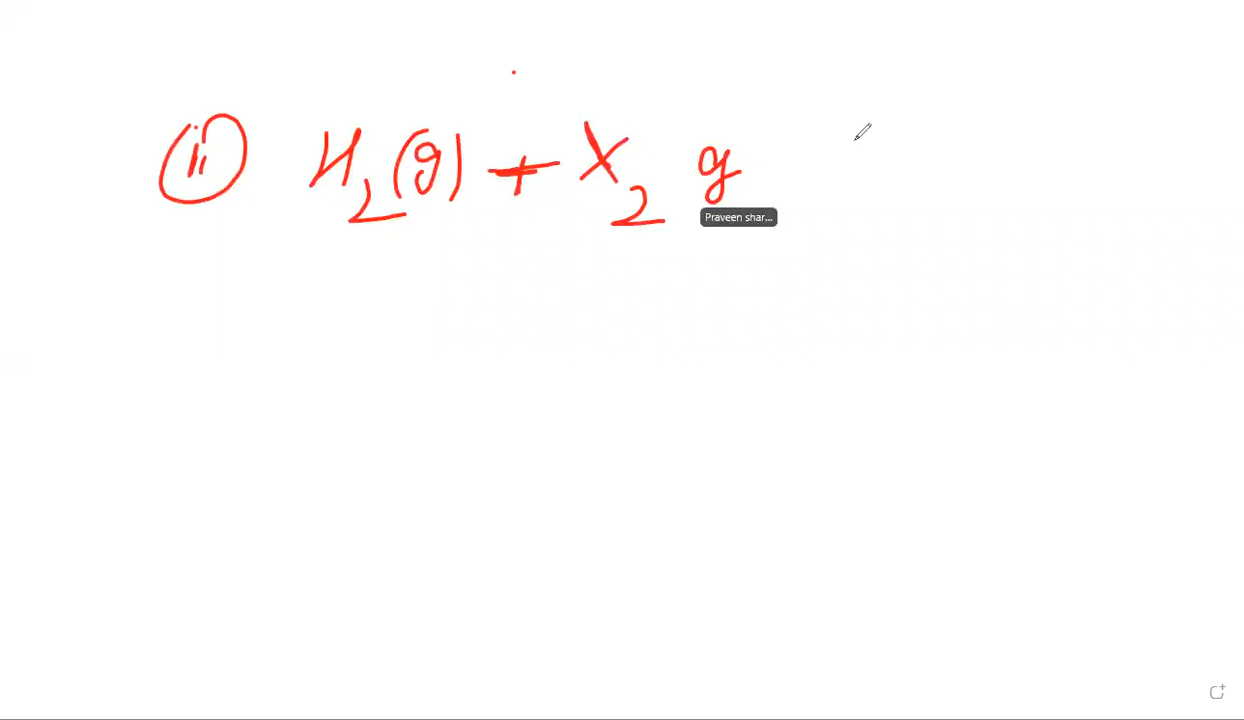 (ii) H2(g) + X2 g
Praveen shar...